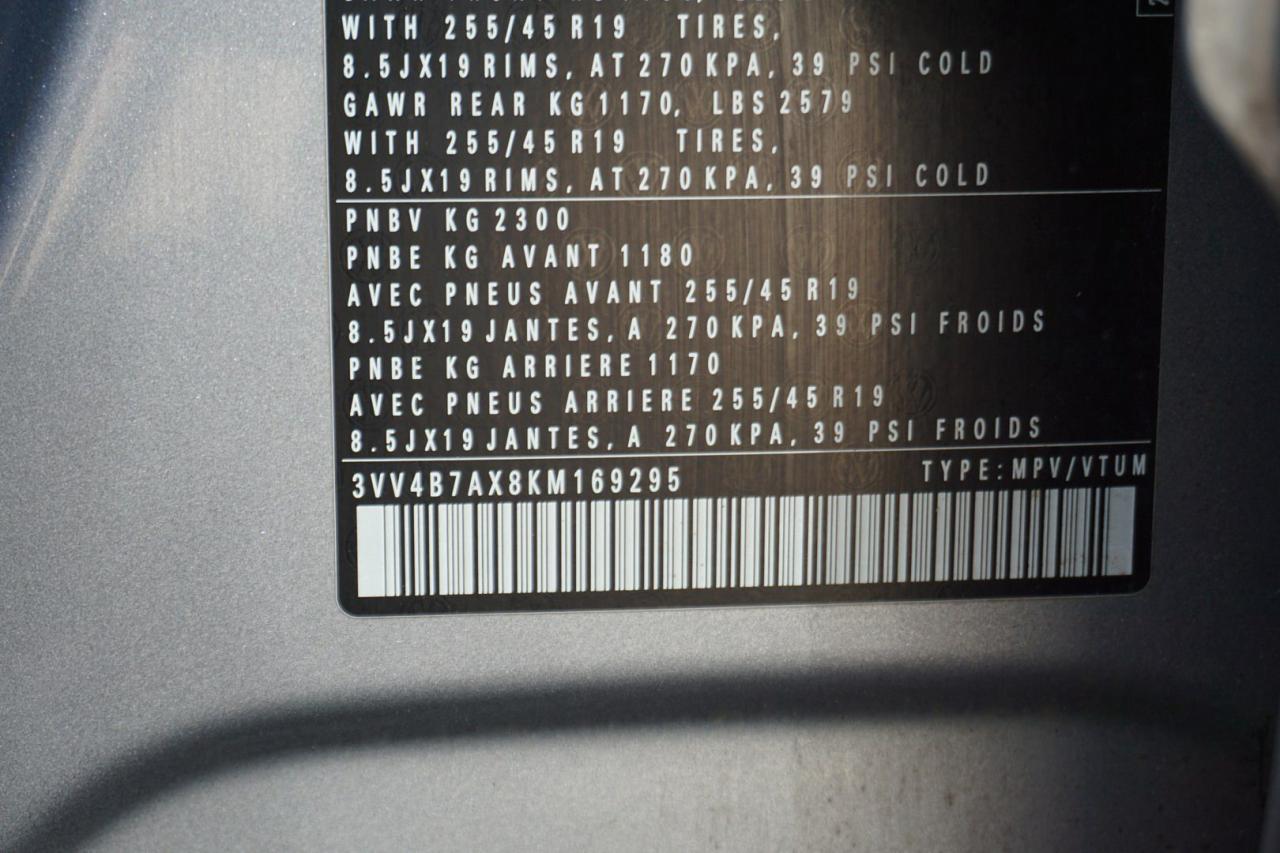 WITH 255/45 R19 TIRES,
8.5JX19 RIMS, AT 270 KPA, 39 PSI COLD
GAWR REAR KG 1170, LBS 2579
WITH 255/45 R19 TIRES,
8.5JX19 RIMS, AT 270 KPA, 39 PSI COLD
PNBV KG 2300
PNBE KG AVANT 1180
AVEC PNEUS AVANT 255/45 R19
8.5JX19 JANTES, A 270 KPA, 39 PSI FROIDS
PNBE KG ARRIERE 1170
AVEC PNEUS ARRIERE 255/45 R19
8.5JX19 JANTES, A 270 KPA, 39 PSI FROIDS
3VV4B7AX8KM169295 TYPE: MPV/VTUM